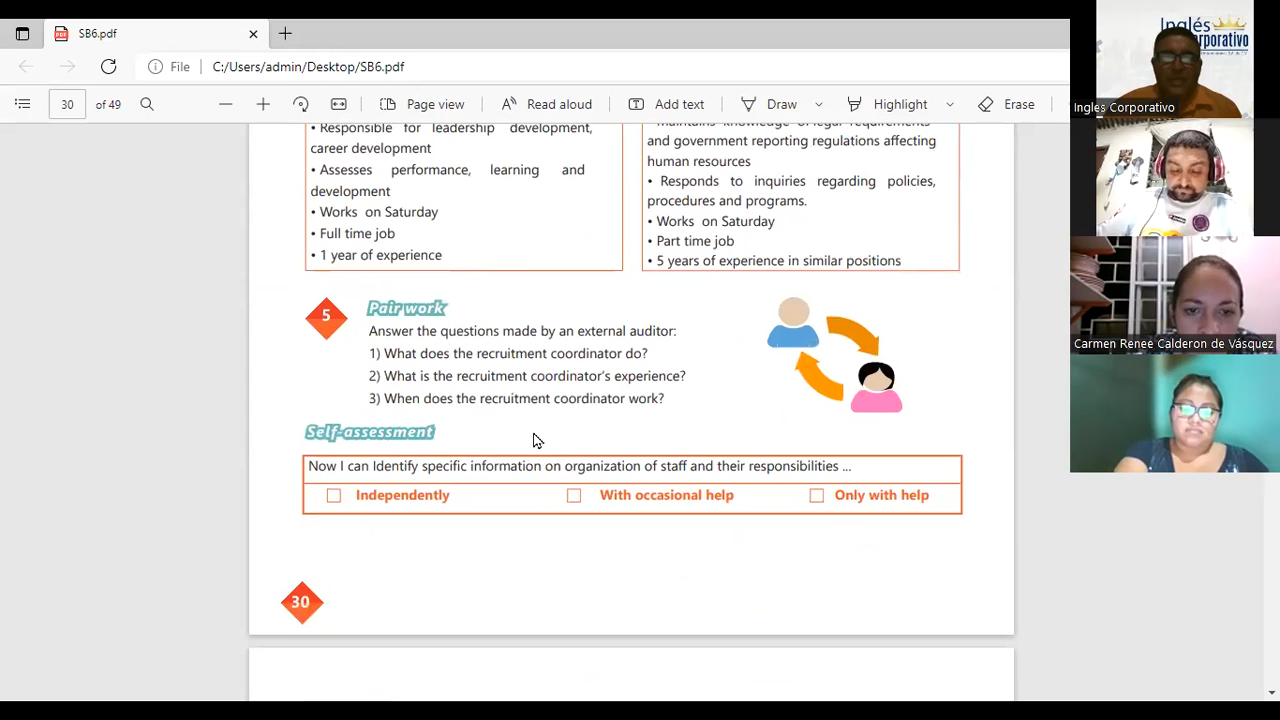 SB6.pdf
File
C:/Users/admin/Desktop/SB6.pdf
30 of 49
Page view
Read aloud
Add text
Draw
Highlight
Erase
• Responsible for leadership development,
career development
• Assesses performance, learning and
development
• Works on Saturday
• Full time job
• 1 year of experience
• Maintains knowledge of legal requirements
and government reporting regulations affecting
human resources
• Responds to inquiries regarding policies,
procedures and programs.
• Works on Saturday
• Part time job
• 5 years of experience in similar positions
5
Pair work
Answer the questions made by an external auditor:
1) What does the recruitment coordinator do?
2) What is the recruitment coordinator's experience?
3) When does the recruitment coordinator work?
Self-assessment
Now I can Identify specific information on organization of staff and their responsibilities ...
Independently
With occasional help
Only with help
30
Inglés
Ingles Corporativo
Carmen Renee Calderon de Vásquez